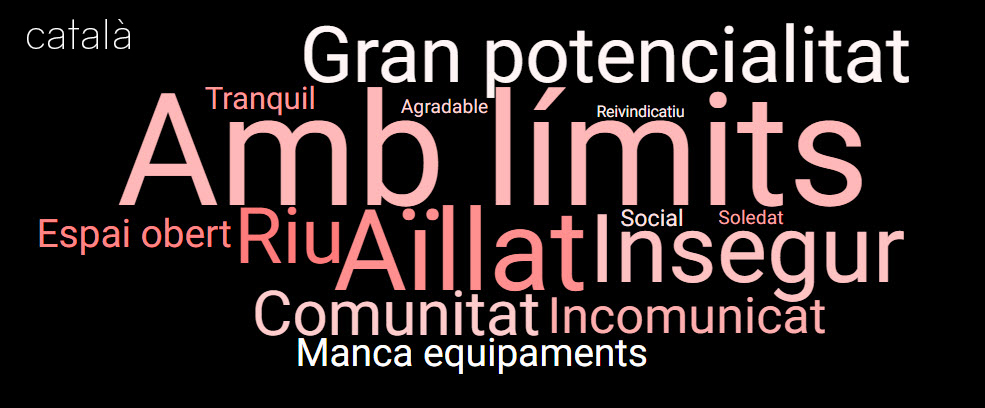 català
Gran potencialitat
Tranquil
Agradable
Reivindicatiu
Amb límits
Espai obert
Riu
Aïllat
Social
Soledat
Insegur
Comunitat
Incomunicat
Manca equipaments